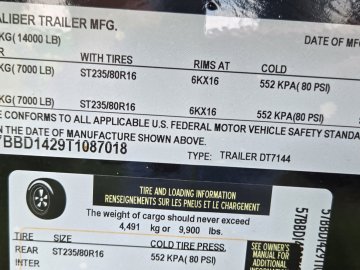 ALIBER TRAILER MFG.
KG (14000 LB) DATE OF MF
WITH TIRES RIMS AT COLD
KG(7000 LB) ST235/80R16 6KX16 552 KPA( 80 PSI)
KG(7000 LB) ST235/80R16 6KX16 552 KPA( 80 PSI)
E CONFORMS TO ALL APPLICABLE U.S. FEDERAL MOTOR VEHICLE SAFETY STANDA
N THE DATE OF MANUFACTURE SHOWN ABOVE.
7BBD1429T1087018 TYPE: TRAILER DT7144
TIRE AND LOADING INFORMATION
RENSEIGNEMENTS SUR LES PNEUS ET LE CHARGEMENT
The weight of cargo should never exceed
4,491 kg or 9,900 lbs.
TIRE SIZE COLD TIRE PRESS.
REAR ST235/80R16 552 KPA( 80 PSI)
SEE OWNER'S
MANUAL FOR
ADDITIONAL